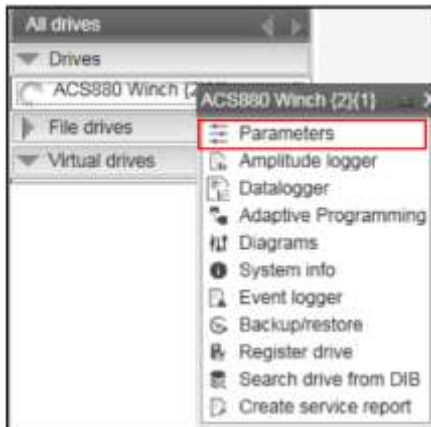 All drives
Drives
ACS880 Winch {2}
ACS880 Winch {2}{1}
Parameters
File drives
Amplitude logger
Virtual drives
Datalogger
Adaptive Programming
Diagrams
System info
Event logger
Backup/restore
Register drive
Search drive from DIB
Create service report